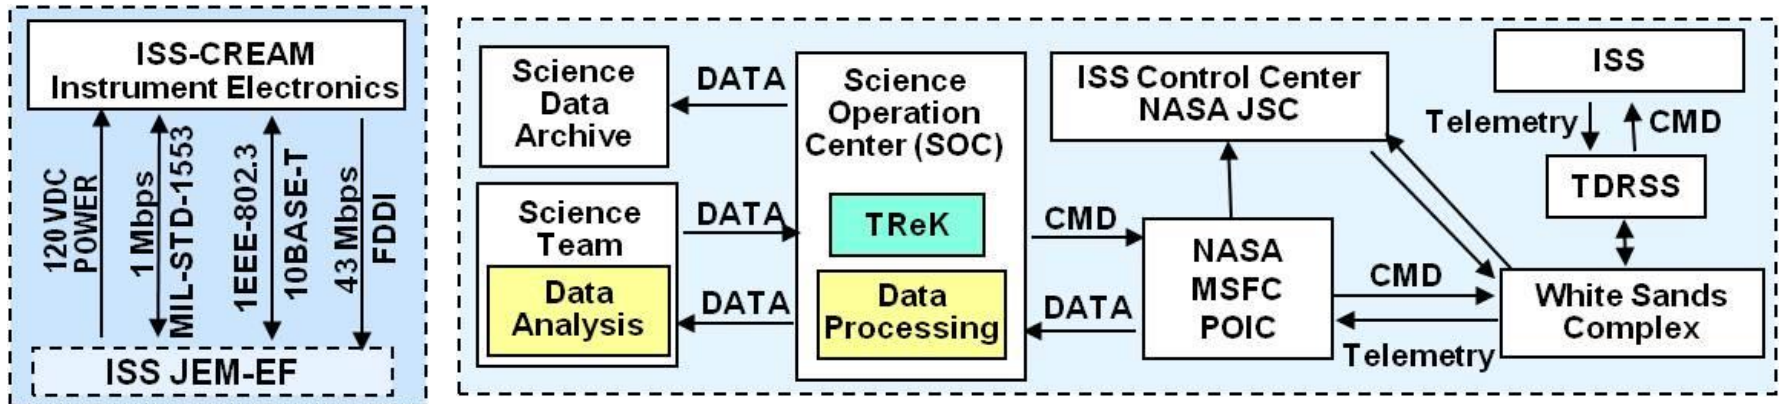 ISS-CREAM
Instrument Electronics
120 VDC
POWER
1 Mbps
MIL-STD-1553
1EEE-802.3
10BASE-T
43 Mbps
FDDI
ISS JEM-EF
Science
Data
Archive
DATA
Science
Operation
Center (SOC)
TReK
Data
Processing
Science
Team
Data
Analysis
DATA
DATA
CMD
DATA
ISS Control Center
NASA JSC
NASA
MSFC
POIC
CMD
Telemetry
ISS
Telemetry
CMD
TDRSS
White Sands
Complex